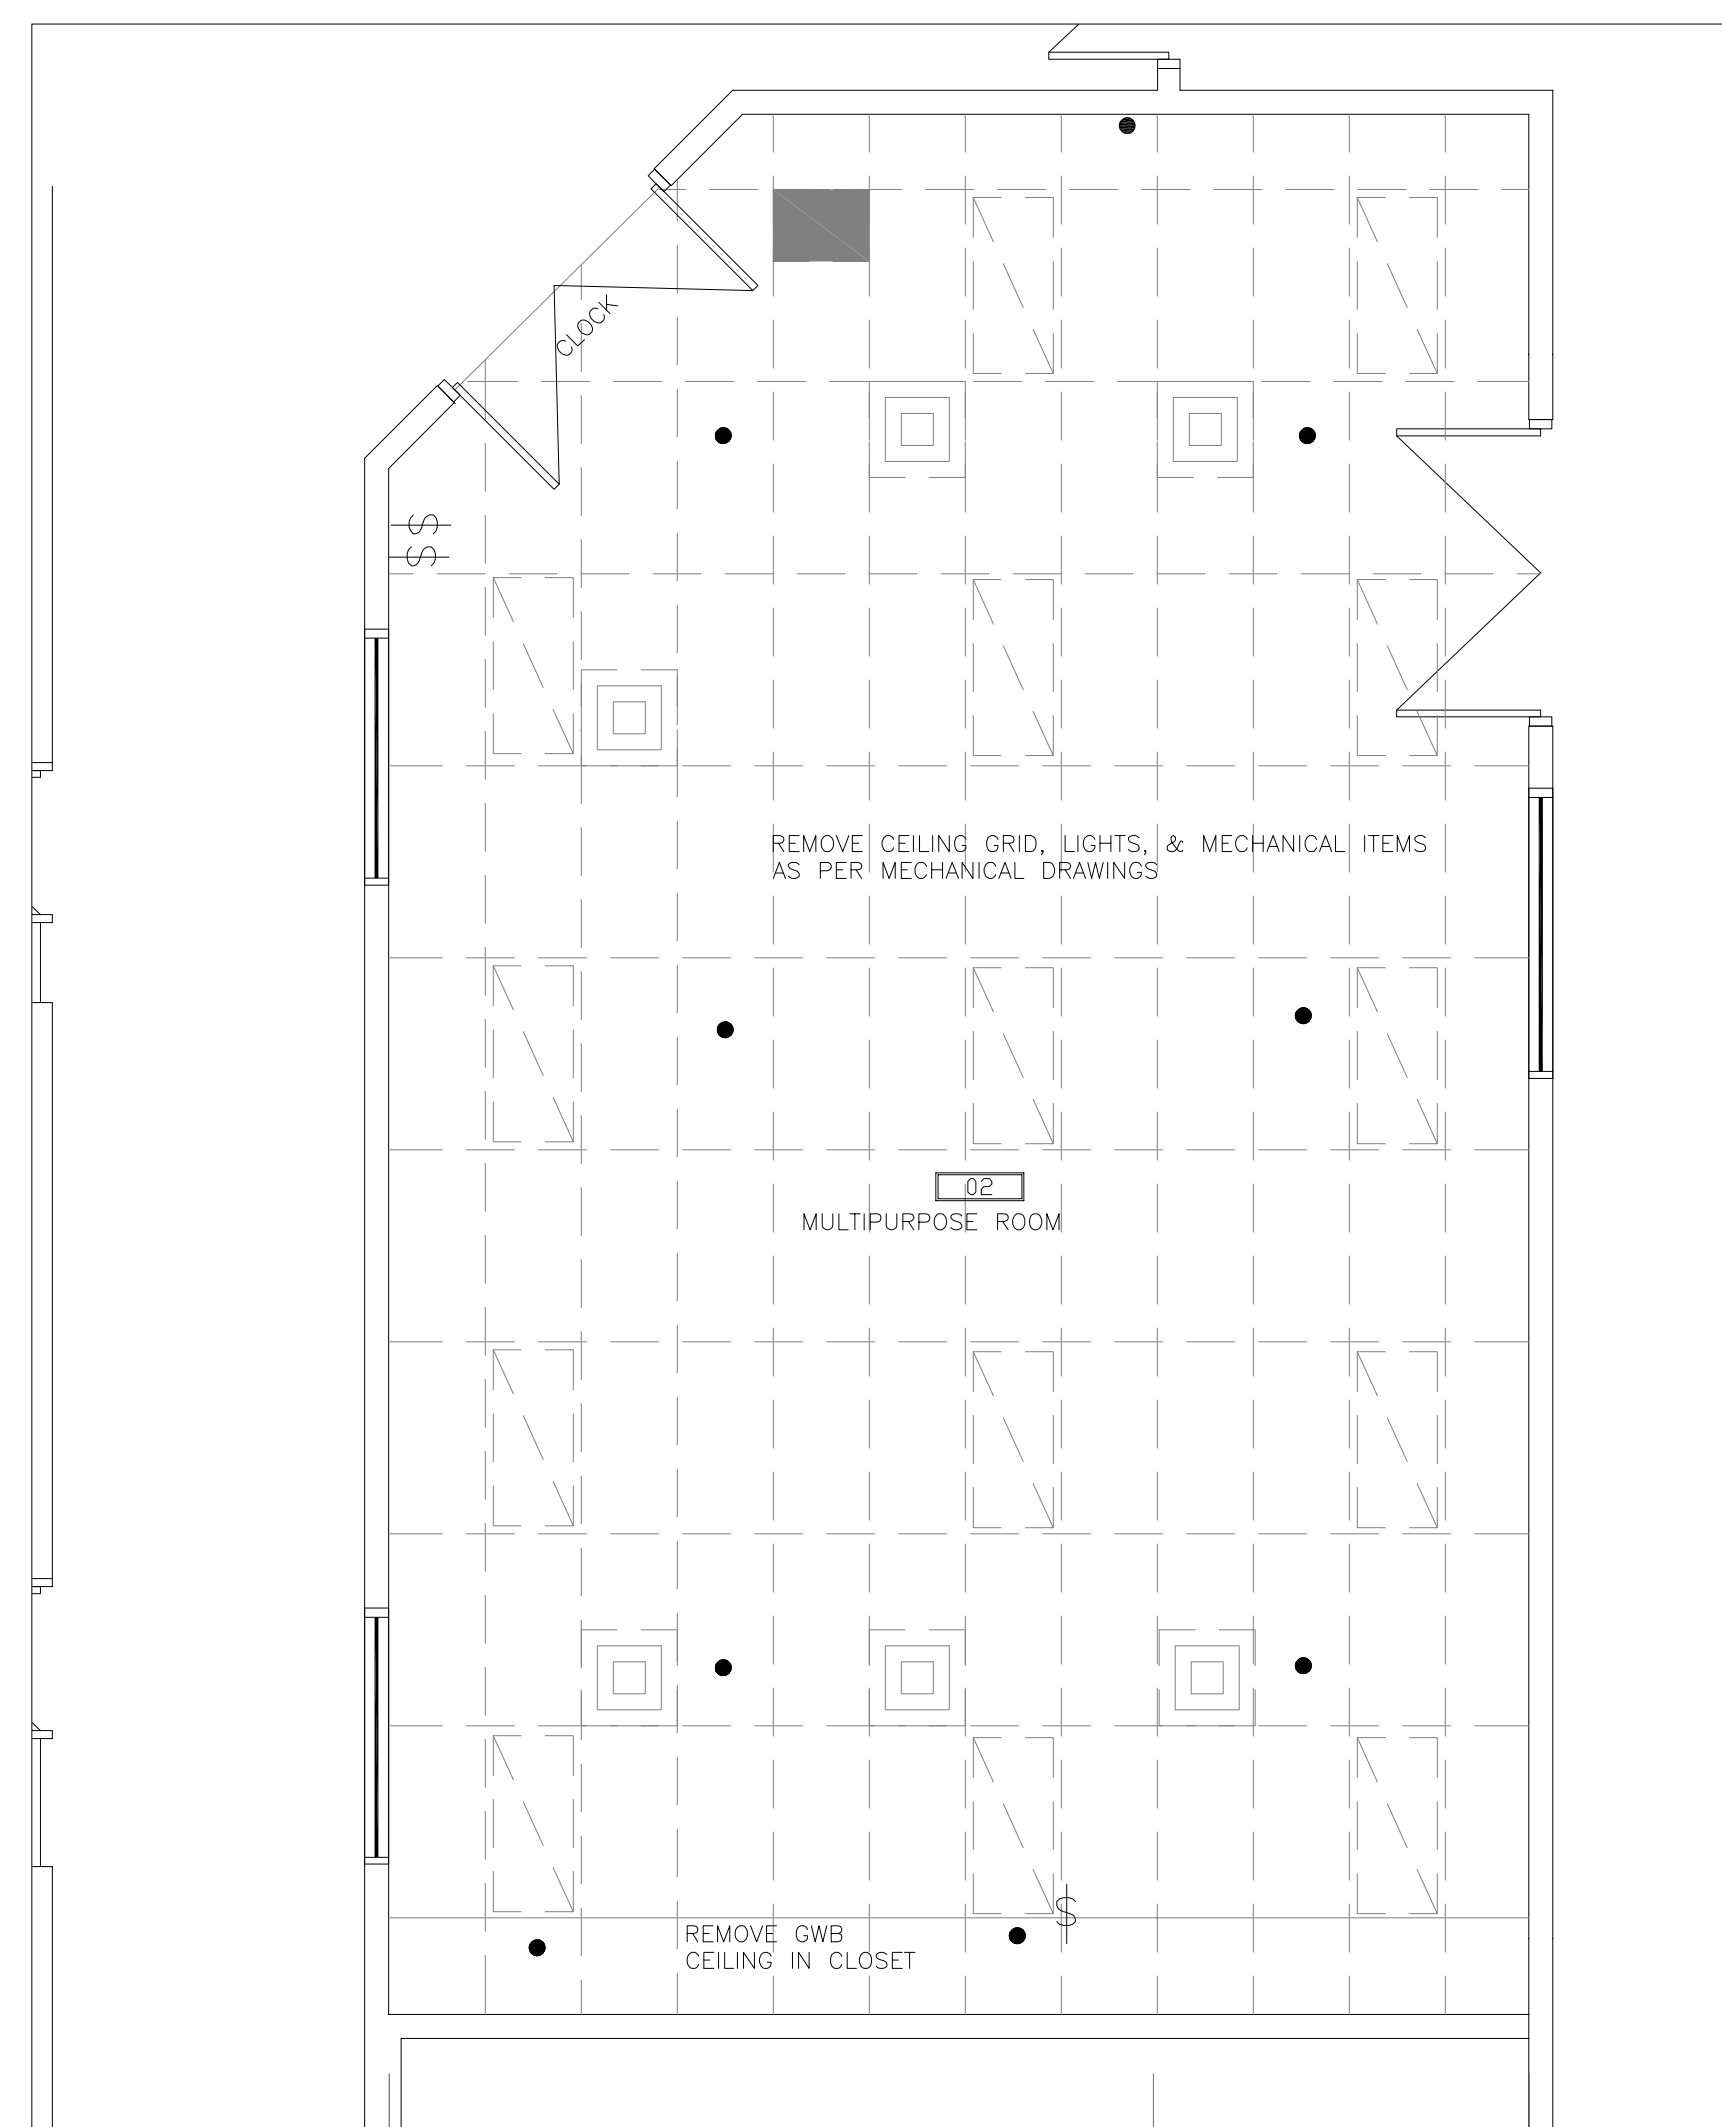 CLOCK
$
$
REMOVE CEILING GRID, LIGHTS, & MECHANICAL ITEMS
AS PER MECHANICAL DRAWINGS
02
MULTIPURPOSE ROOM
$
REMOVE GWB
CEILING IN CLOSET